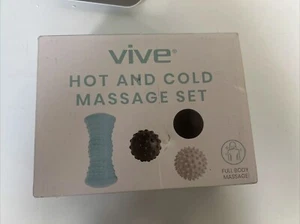 vive®
HOT AND COLD
MASSAGE SET
FULL BODY
MASSAGE!